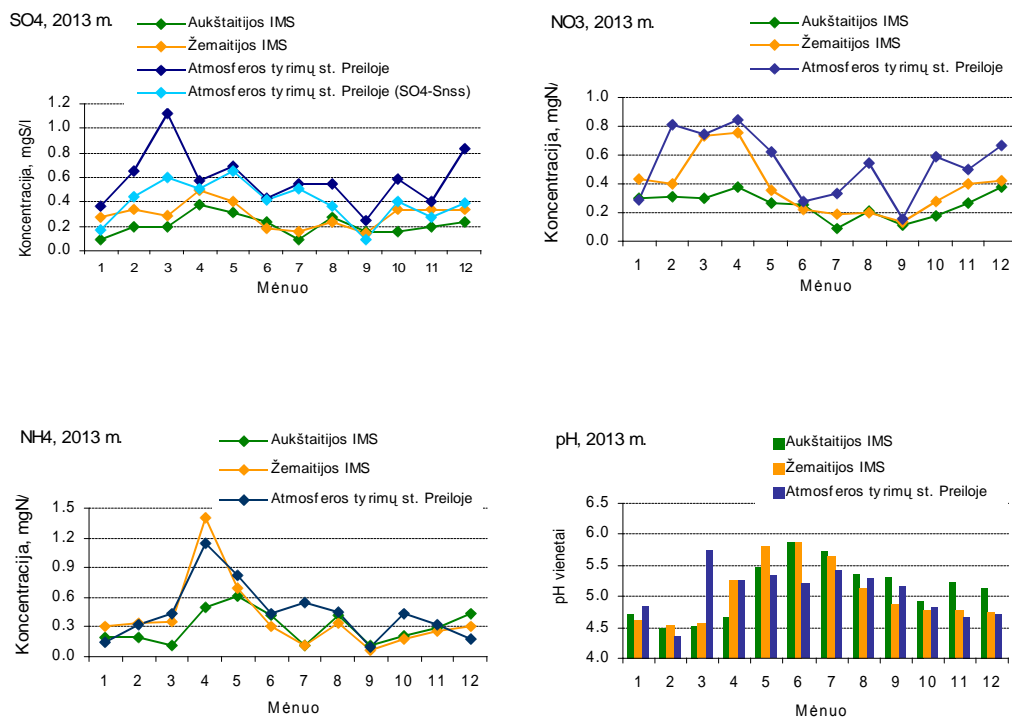 SO4, 2013 m.
Aukštaitijos IMS
Žemaitijos IMS
Atmosferos tyrimų st. Preiloje
Atmosferos tyrimų st. Preiloje (SO4-Snss)
Koncentracija, mgS/l
1.2
1.0
0.8
0.6
0.4
0.2
0.0
1 2 3 4 5 6 7 8 9 10 11 12
Mėnuo
NO3, 2013 m.
Aukštaitijos IMS
Žemaitijos IMS
Atmosferos tyrimų st. Preiloje
Koncentracija, mgN/
1.0
0.8
0.6
0.4
0.2
0.0
1 2 3 4 5 6 7 8 9 10 11 12
Mėnuo
NH4, 2013 m.
Aukštaitijos IMS
Žemaitijos IMS
Atmosferos tyrimų st. Preiloje
Koncentracija, mgN/
1.5
1.2
0.9
0.6
0.3
0.0
1 2 3 4 5 6 7 8 9 10 11 12
Mėnuo
pH, 2013 m.
Aukštaitijos IMS
Žemaitijos IMS
Atmosferos tyrimų st. Preiloje
pH vienetai
6.5
6.0
5.5
5.0
4.5
4.0
1 2 3 4 5 6 7 8 9 10 11 12
Mėnuo